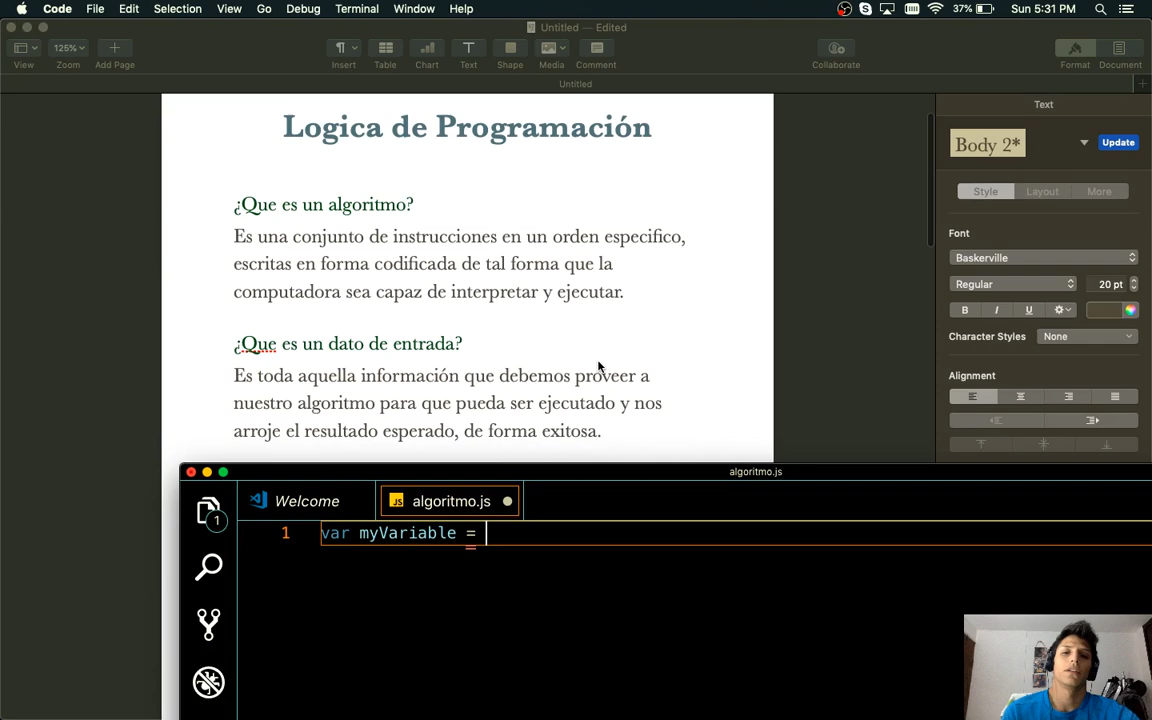 Code File Edit Selection View Go Debug Terminal Window Help 37% Sun 5:31 PM
Untitled — Edited
125%
View Zoom Add Page Insert Table Chart Text Shape Media Comment Collaborate Format Document
Untitled
Text
Logica de Programación
Body 2*
Update
Style Layout More
¿Que es un algoritmo?
Es una conjunto de instrucciones en un orden especifico,
escritas en forma codificada de tal forma que la
computadora sea capaz de interpretar y ejecutar.
Font
Baskerville
Regular 20 pt
B I U
Character Styles None
¿Que es un dato de entrada?
Es toda aquella información que debemos proveer a
nuestro algoritmo para que pueda ser ejecutado y nos
arroje el resultado esperado, de forma exitosa.
Alignment
algoritmo.js
Welcome
JS algoritmo.js
1
1 var myVariable =